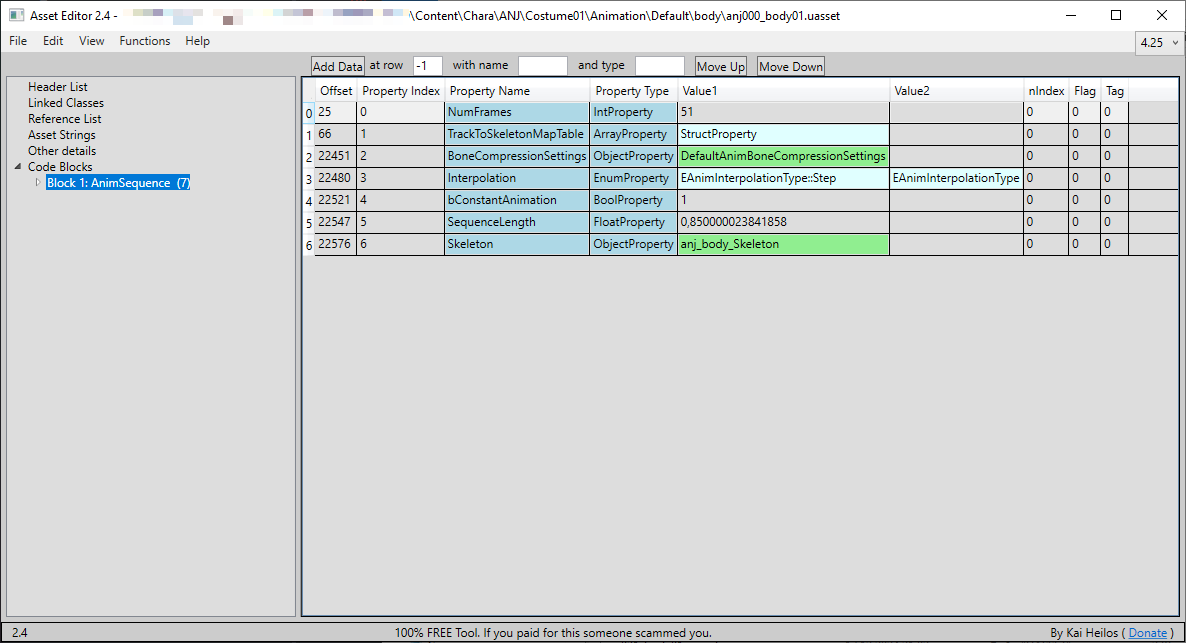 Asset Editor 2.4 - \Content\Chara\ANJ\Costume01\Animation\Default\body\anj000_body01.uasset
File Edit View Functions Help
4.25
Add Data at row -1 with name and type Move Up Move Down
Header List
Linked Classes
Reference List
Asset Strings
Other details
Code Blocks
Block 1: AnimSequence (7)
Offset Property Index Property Name Property Type Value1 Value2 nIndex Flag Tag
0 25 0 NumFrames IntProperty 51 0 0 0
1 66 1 TrackToSkeletonMapTable ArrayProperty StructProperty 0 0 0
2 22451 2 BoneCompressionSettings ObjectProperty DefaultAnimBoneCompressionSettings 0 0 0
3 22480 3 Interpolation EnumProperty EAnimInterpolationType::Step EAnimInterpolationType 0 0 0
4 22521 4 bConstantAnimation BoolProperty 1 0 0 0
5 22547 5 SequenceLength FloatProperty 0,850000023841858 0 0 0
6 22576 6 Skeleton ObjectProperty anj_body_Skeleton 0 0 0
2.4 100% FREE Tool. If you paid for this someone scammed you. By Kai Heilos ( Donate )